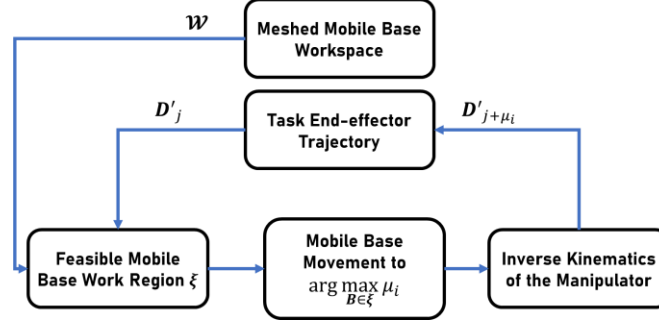 𝓦
Meshed Mobile Base
Workspace
D'ⱼ
Task End-effector
Trajectory
D'ⱼ₊μᵢ
Feasible Mobile
Base Work Region ξ
Mobile Base
Movement to
arg max μᵢ
B∈ξ
Inverse Kinematics
of the Manipulator